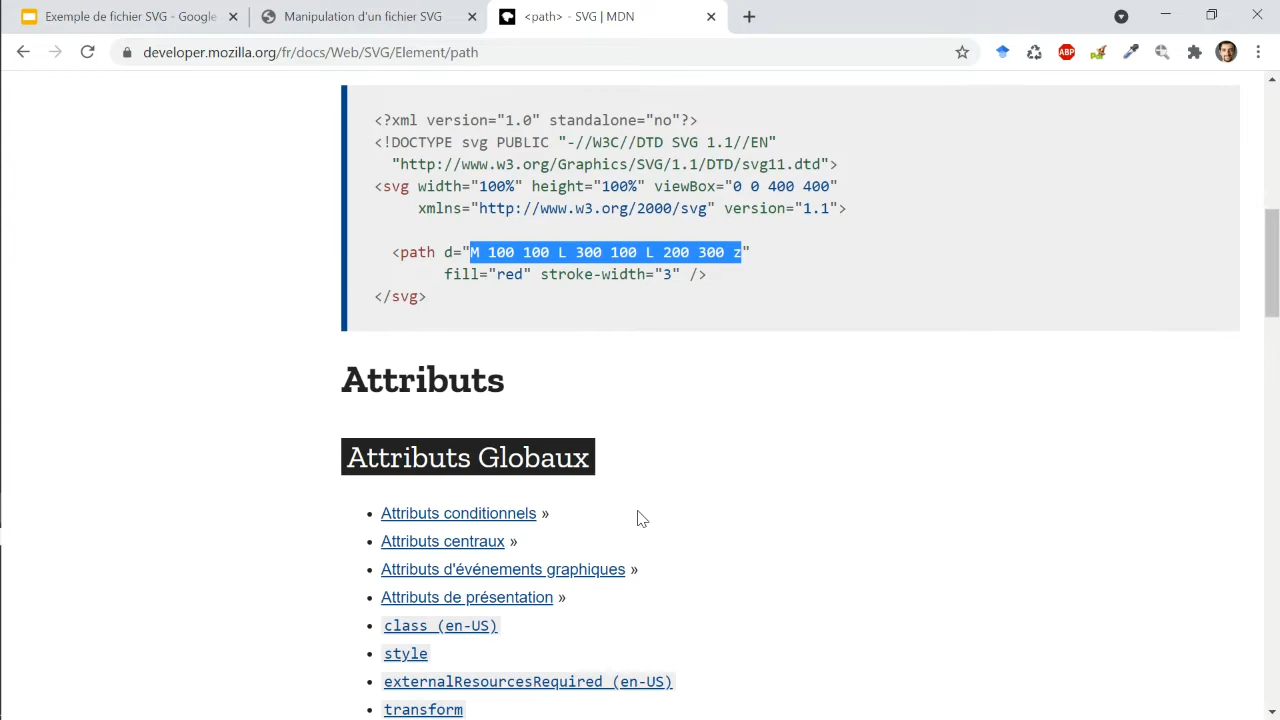 Exemple de fichier SVG - Google
Manipulation d'un fichier SVG
<path> - SVG | MDN
developer.mozilla.org/fr/docs/Web/SVG/Element/path
ABP
<?xml version="1.0" standalone="no"?>
<!DOCTYPE svg PUBLIC "-//W3C//DTD SVG 1.1//EN"
"http://www.w3.org/Graphics/SVG/1.1/DTD/svg11.dtd">
<svg width="100%" height="100%" viewBox="0 0 400 400"
xmlns="http://www.w3.org/2000/svg" version="1.1">
<path d="M 100 100 L 300 100 L 200 300 z"
fill="red" stroke-width="3" />
</svg>
Attributs
Attributs Globaux
• Attributs conditionnels »
• Attributs centraux »
• Attributs d'événements graphiques »
• Attributs de présentation »
• class (en-US)
• style
• externalResourcesRequired (en-US)
• transform